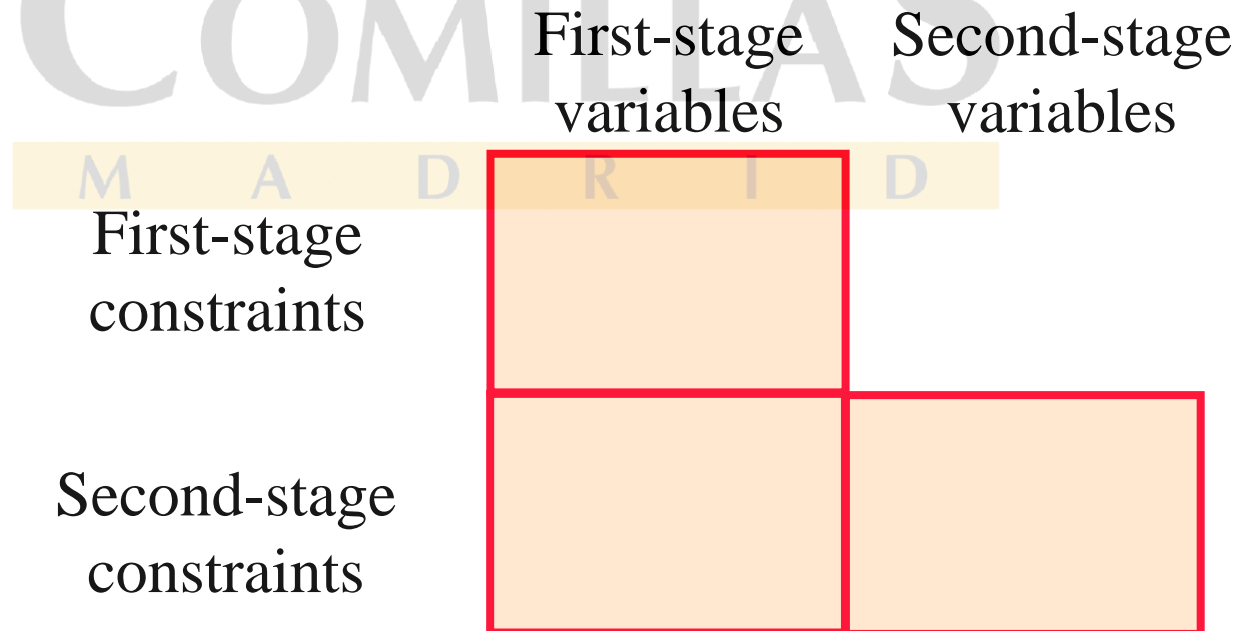 COMILLAS
First-stage Second-stage
variables variables
M A D R I D
First-stage
constraints
Second-stage
constraints